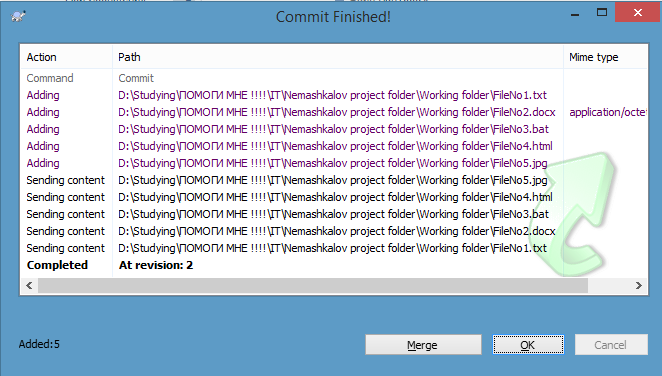 Commit Finished!
Action Path Mime type
Command Commit
Adding D:\Studying\ПОМОГИ МНЕ !!!!\IT\Nemashkalov project folder\Working folder\FileNo1.txt
Adding D:\Studying\ПОМОГИ МНЕ !!!!\IT\Nemashkalov project folder\Working folder\FileNo2.docx application/octet
Adding D:\Studying\ПОМОГИ МНЕ !!!!\IT\Nemashkalov project folder\Working folder\FileNo3.bat
Adding D:\Studying\ПОМОГИ МНЕ !!!!\IT\Nemashkalov project folder\Working folder\FileNo4.html
Adding D:\Studying\ПОМОГИ МНЕ !!!!\IT\Nemashkalov project folder\Working folder\FileNo5.jpg
Sending content D:\Studying\ПОМОГИ МНЕ !!!!\IT\Nemashkalov project folder\Working folder\FileNo5.jpg
Sending content D:\Studying\ПОМОГИ МНЕ !!!!\IT\Nemashkalov project folder\Working folder\FileNo4.html
Sending content D:\Studying\ПОМОГИ МНЕ !!!!\IT\Nemashkalov project folder\Working folder\FileNo3.bat
Sending content D:\Studying\ПОМОГИ МНЕ !!!!\IT\Nemashkalov project folder\Working folder\FileNo2.docx
Sending content D:\Studying\ПОМОГИ МНЕ !!!!\IT\Nemashkalov project folder\Working folder\FileNo1.txt
Completed At revision: 2
Added:5 Merge OK Cancel